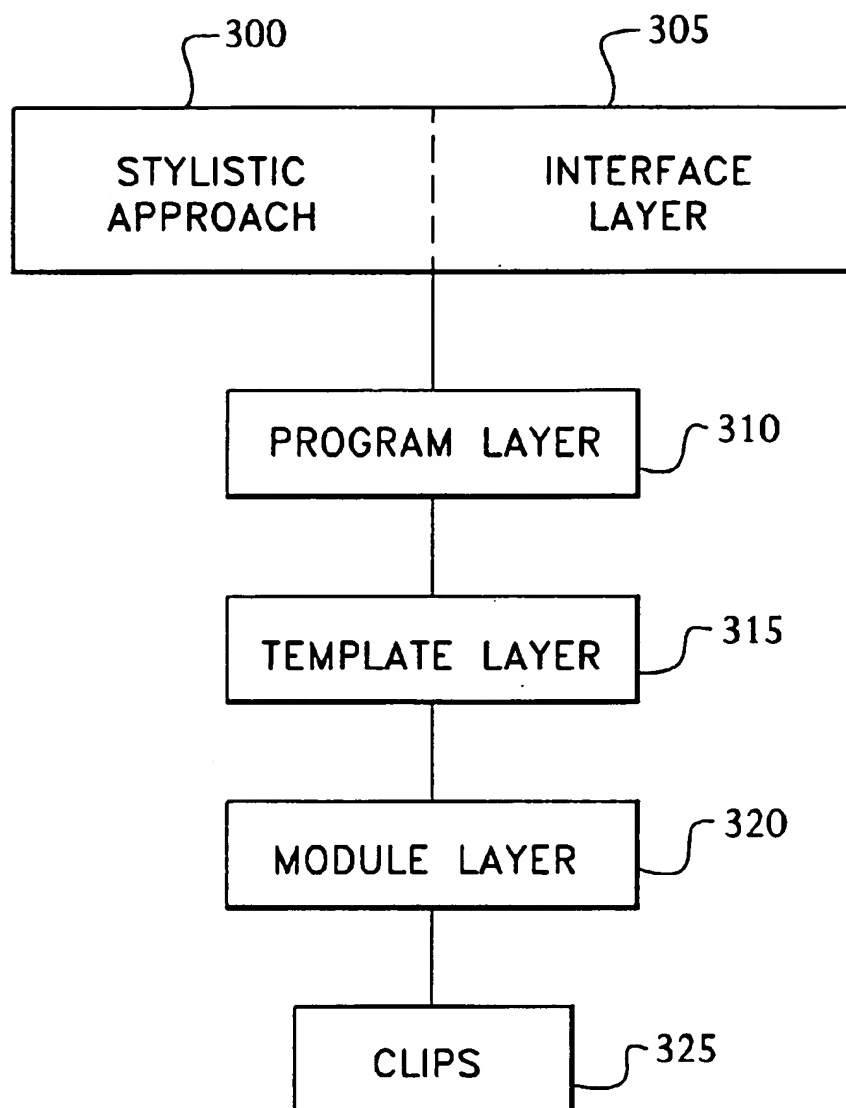 300
305
STYLISTIC
APPROACH
INTERFACE
LAYER
PROGRAM LAYER
310
TEMPLATE LAYER
315
MODULE LAYER
320
CLIPS
325